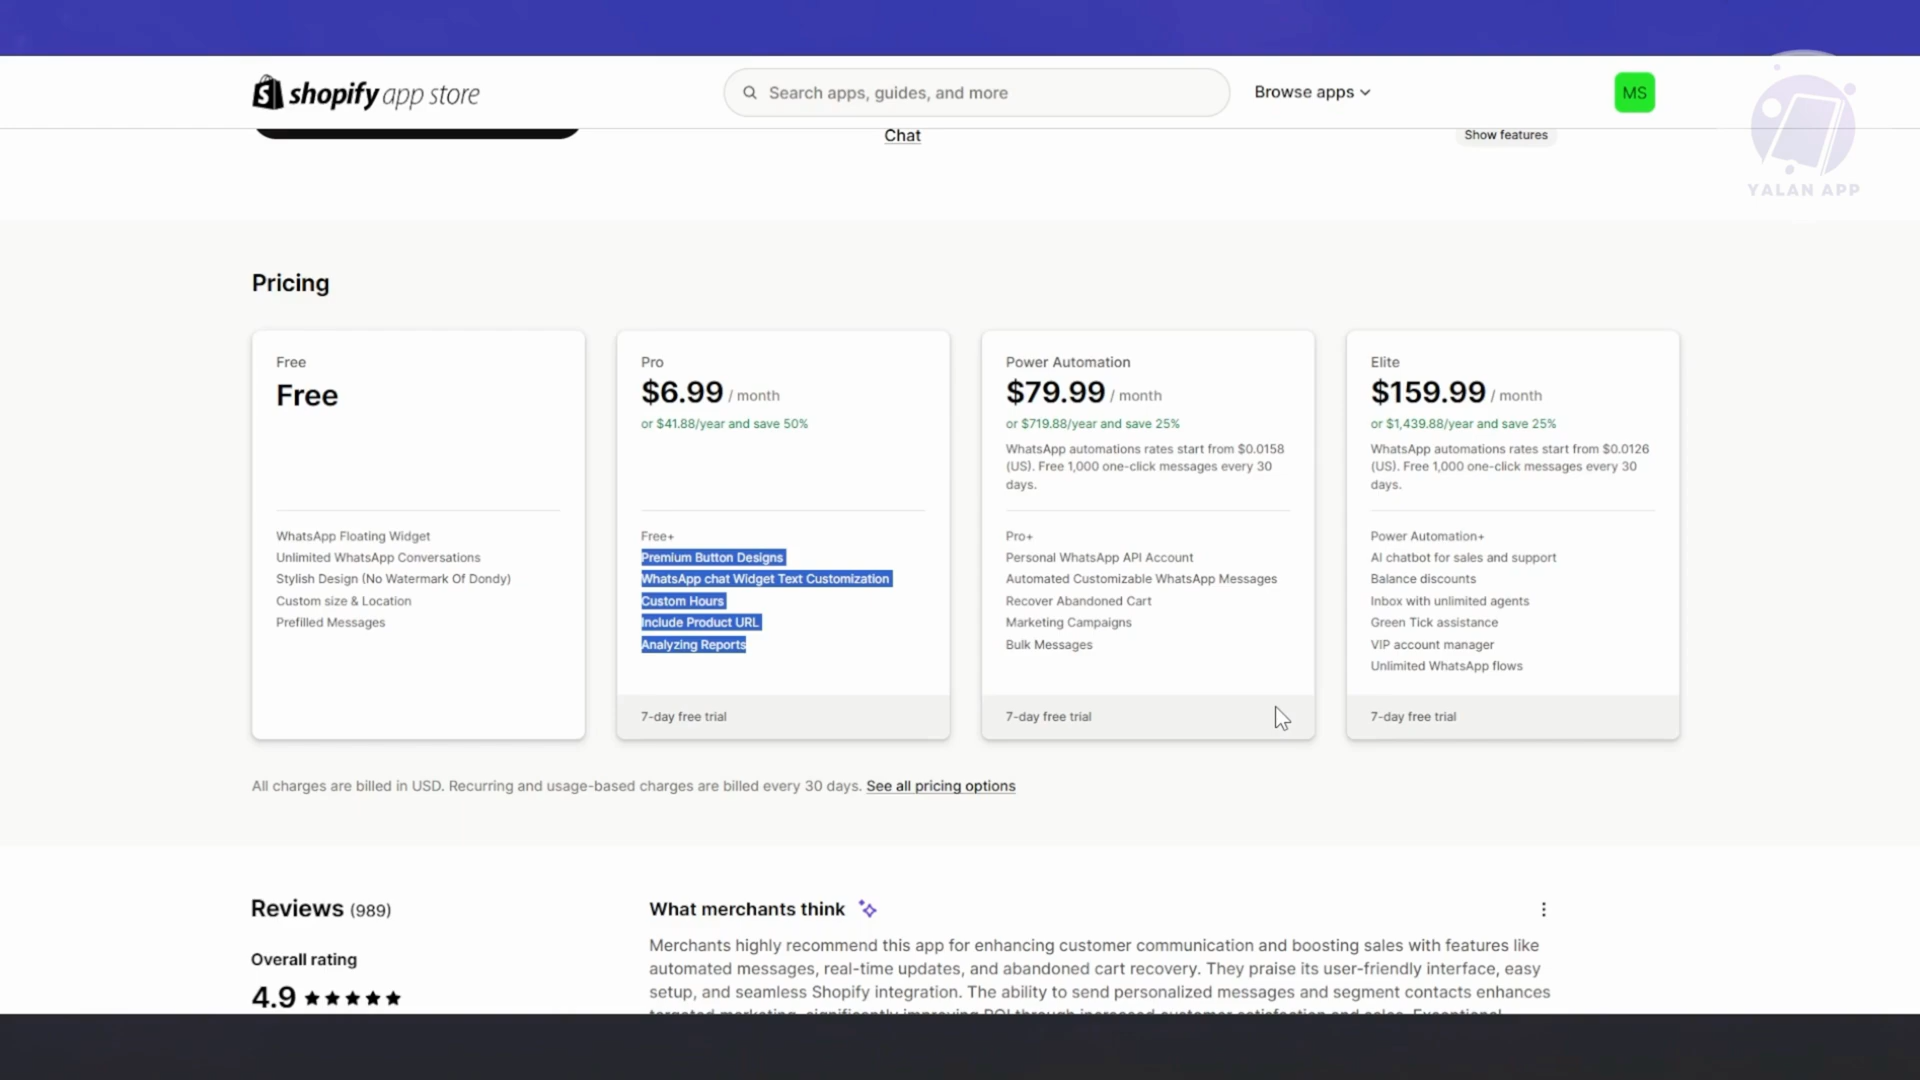 shopify app store
Search apps, guides, and more
Browse apps
MS
YALAN APP
Chat
Show features
Pricing
Free
Free
WhatsApp Floating Widget
Unlimited WhatsApp Conversations
Stylish Design (No Watermark Of Dondy)
Custom size & Location
Prefilled Messages
Pro
$6.99 / month
or $41.88/year and save 50%
Free+
Premium Button Designs
WhatsApp chat Widget Text Customization
Custom Hours
Include Product URL
Analyzing Reports
7-day free trial
Power Automation
$79.99 / month
or $719.88/year and save 25%
WhatsApp automations rates start from $0.0158
(US). Free 1,000 one-click messages every 30
days.
Pro+
Personal WhatsApp API Account
Automated Customizable WhatsApp Messages
Recover Abandoned Cart
Marketing Campaigns
Bulk Messages
7-day free trial
Elite
$159.99 / month
or $1,439.88/year and save 25%
WhatsApp automations rates start from $0.0126
(US). Free 1,000 one-click messages every 30
days.
Power Automation+
AI chatbot for sales and support
Balance discounts
Inbox with unlimited agents
Green Tick assistance
VIP account manager
Unlimited WhatsApp flows
7-day free trial
All charges are billed in USD. Recurring and usage-based charges are billed every 30 days. See all pricing options
Reviews (989)
Overall rating
4.9
What merchants think
Merchants highly recommend this app for enhancing customer communication and boosting sales with features like
automated messages, real-time updates, and abandoned cart recovery. They praise its user-friendly interface, easy
setup, and seamless Shopify integration. The ability to send personalized messages and segment contacts enhances